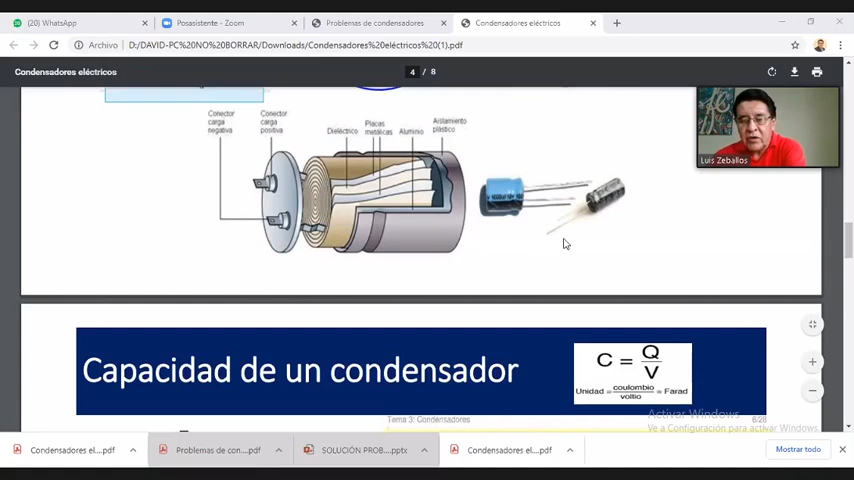 (20) WhatsApp
Posasistente - Zoom
Problemas de condensadores
Condensadores eléctricos
Archivo
D:/DAVID-PC%20NO%20BORRAR/Downloads/Condensadores%20eléctricos%20(1).pdf
Condensadores eléctricos
4 / 8
Conector carga negativa
Conector carga positiva
Dieléctrico
Placas metálicas
Aluminio
Aislamiento plástico
Luis Zeballos
Capacidad de un condensador
C = Q
V
Unidad = coulombio
voltio
= Farad
Tema 3: Condensadores
6/28
Activar Windows
Ve a Configuración para activar Windows.
Condensadores el....pdf
Problemas de con....pdf
SOLUCIÓN PROB....pptx
Condensadores el....pdf
Mostrar todo